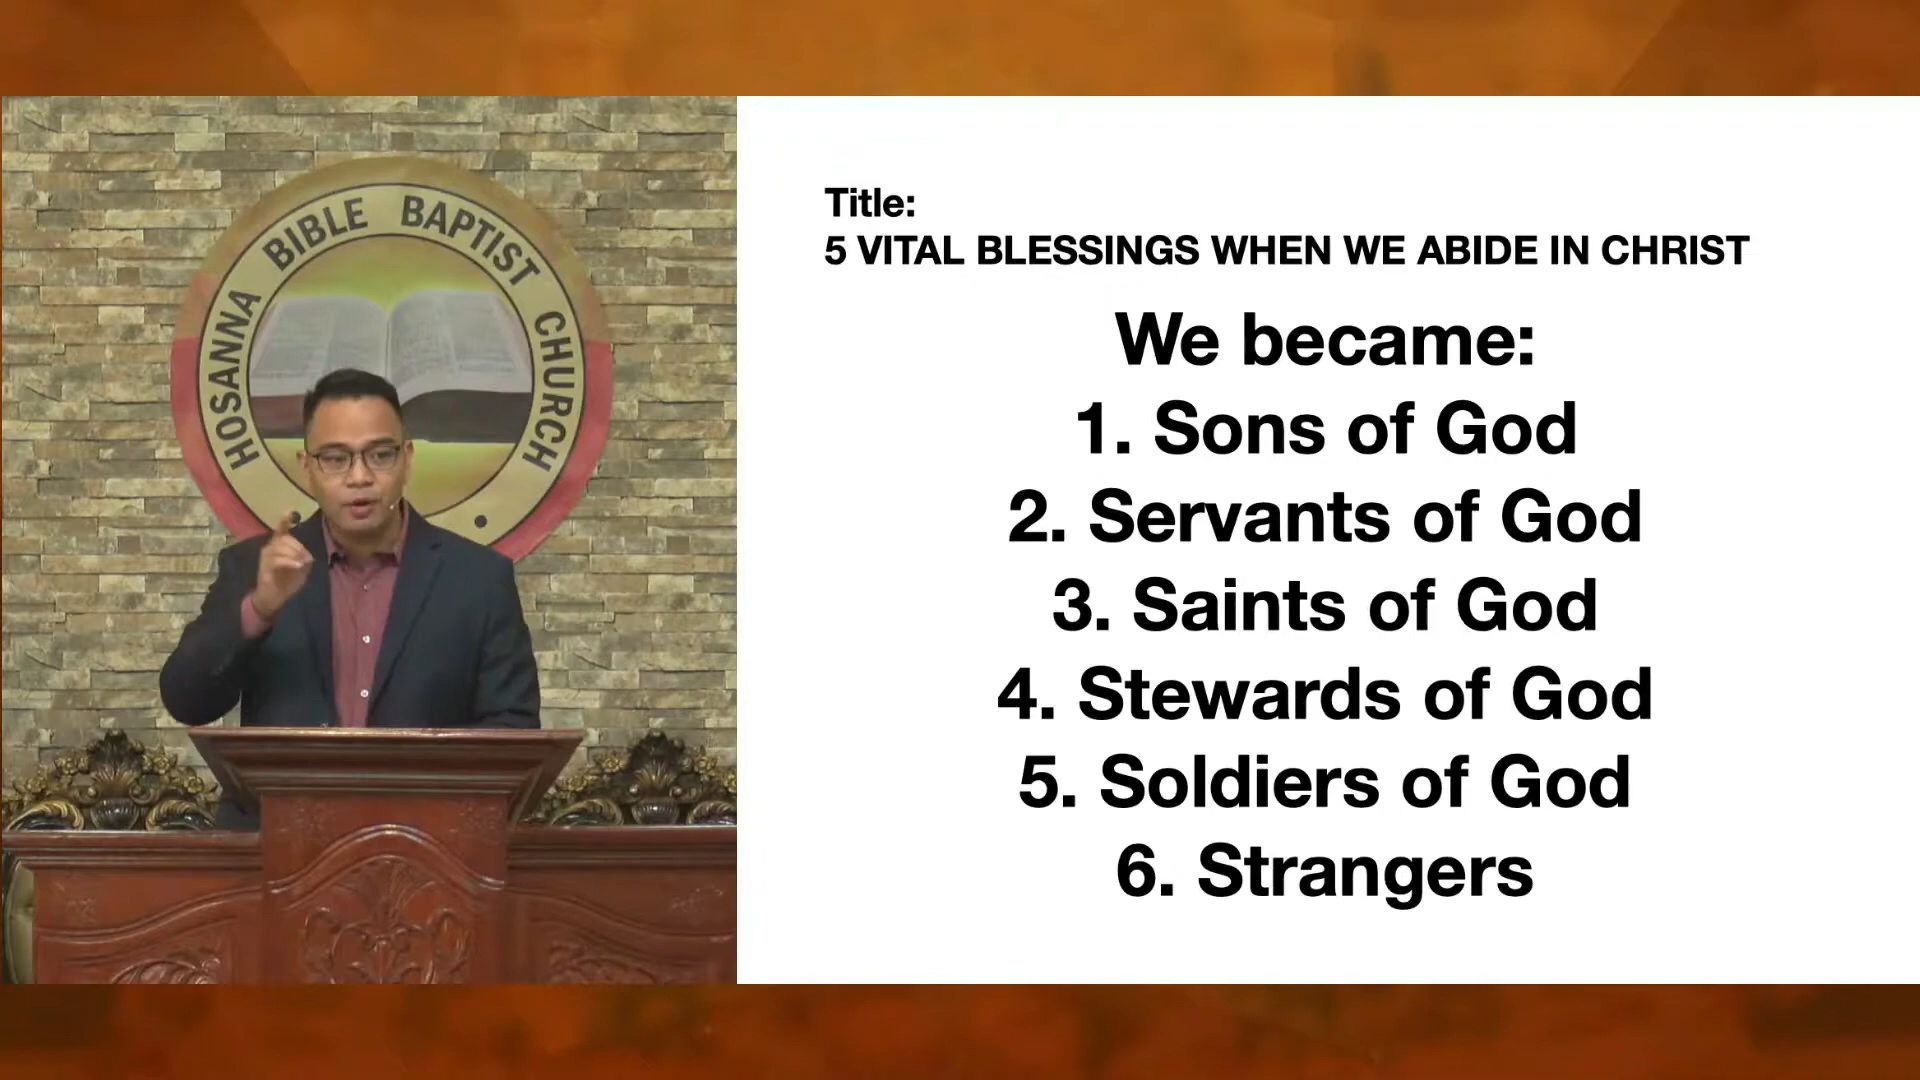 HOSANNA BIBLE BAPTIST CHURCH
Title:
5 VITAL BLESSINGS WHEN WE ABIDE IN CHRIST
We became:
1. Sons of God
2. Servants of God
3. Saints of God
4. Stewards of God
5. Soldiers of God
6. Strangers